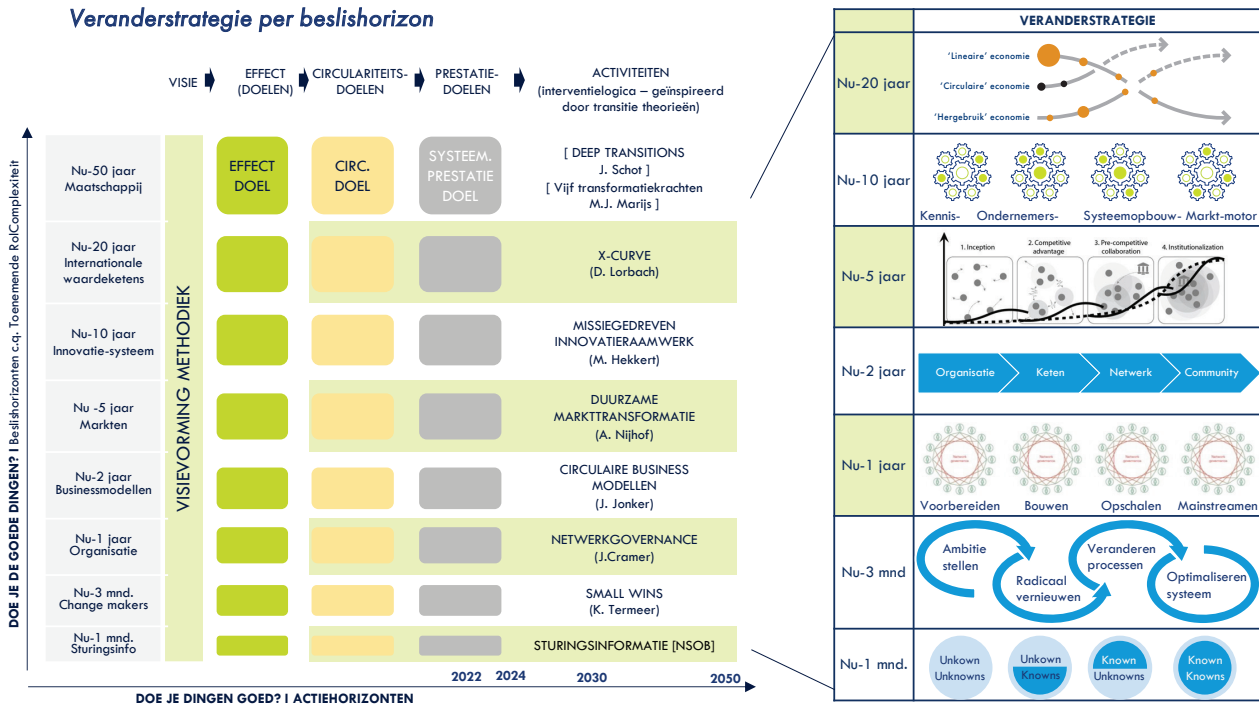 Veranderstrategie per beslishorizon
VISIE
EFFECT
(DOELEN)
CIRCULARITEITS-
DOELEN
PRESTATIE-
DOELEN
ACTIVITEITEN
(interventielogica – geïnspireerd
door transitie theorieën)
DOE JE DE GOEDE DINGEN? I Beslishorizonten c.q. Toenemende RolComplexiteit
VISIEVORMING METHODIEK
Nu-50 jaar
Maatschappij
EFFECT
DOEL
CIRC.
DOEL
SYSTEEM.
PRESTATIE
DOEL
[ DEEP TRANSITIONS
J. Schot ]
[ Vijf transformatiekrachten
M.J. Marijs ]
Nu-20 jaar
Internationale
waardeketens
X-CURVE
(D. Lorbach)
Nu-10 jaar
Innovatie-systeem
MISSIEGEDREVEN
INNOVATIERAAMWERK
(M. Hekkert)
Nu -5 jaar
Markten
DUURZAME
MARKTTRANSFORMATIE
(A. Nijhof)
Nu-2 jaar
Businessmodellen
CIRCULAIRE BUSINESS
MODELLEN
(J. Jonker)
Nu-1 jaar
Organisatie
NETWERKGOVERNANCE
(J.Cramer)
Nu-3 mnd.
Change makers
SMALL WINS
(K. Termeer)
Nu-1 mnd.
Sturingsinfo
STURINGSINFORMATIE [NSOB]
2022 2024 2030 2050
DOE JE DINGEN GOED? I ACTIEHORIZONTEN
VERANDERSTRATEGIE
Nu-20 jaar
'Lineaire' economie
'Circulaire' economie
'Hergebruik' economie
Nu-10 jaar
Kennis- Ondernemers- Systeemopbouw- Markt-motor
Nu-5 jaar
1. Inception
2. Competitive
advantage
3. Pre-competitive
collaboration
4. Institutionalization
Nu-2 jaar
Organisatie Keten Netwerk Community
Nu-1 jaar
Network
governance
Network
governance
Network
governance
Network
governance
Voorbereiden Bouwen Opschalen Mainstreamen
Nu-3 mnd
Ambitie
stellen
Radicaal
vernieuwen
Veranderen
processen
Optimaliseren
systeem
Nu-1 mnd.
Unkown
Unknowns
Unkown
Knowns
Known
Unknowns
Known
Knowns